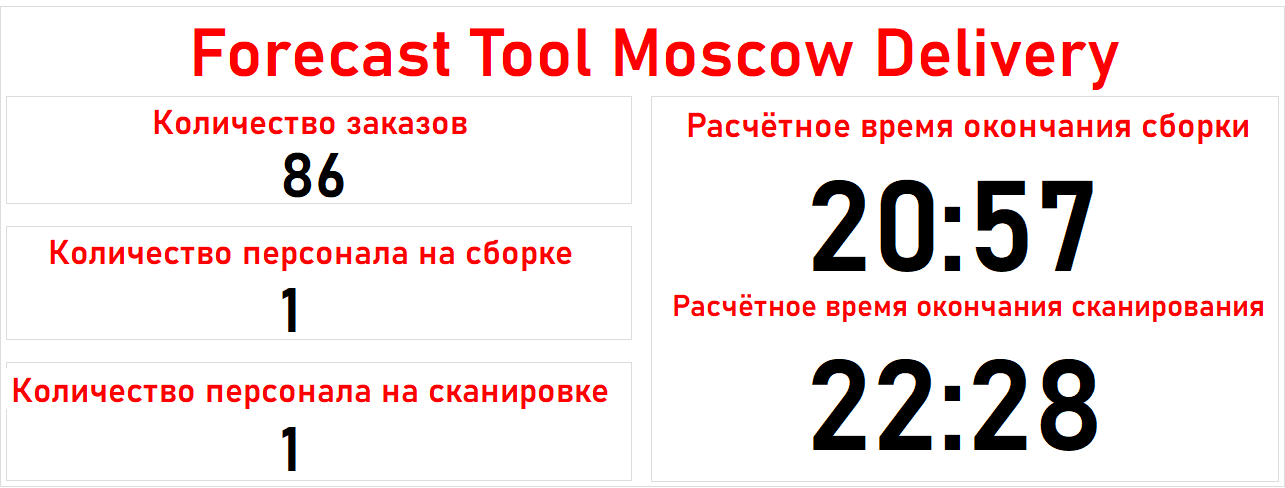 Forecast Tool Moscow Delivery
Количество заказов
86
Количество персонала на сборке
1
Количество персонала на сканировке
1
Расчётное время окончания сборки
20:57
Расчётное время окончания сканирования
22:28